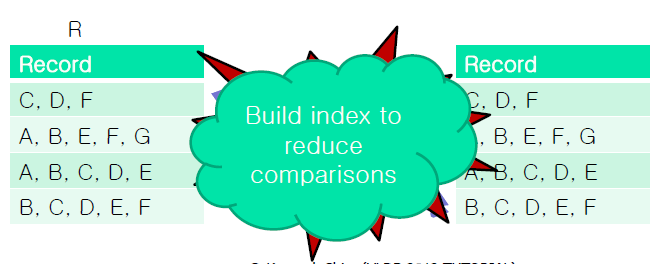 R
Record
C, D, F
A, B, E, F, G
A, B, C, D, E
B, C, D, E, F
Build index to
reduce
comparisons
Record
C, D, F
, B, E, F, G
A, B, C, D, E
B, C, D, E, F